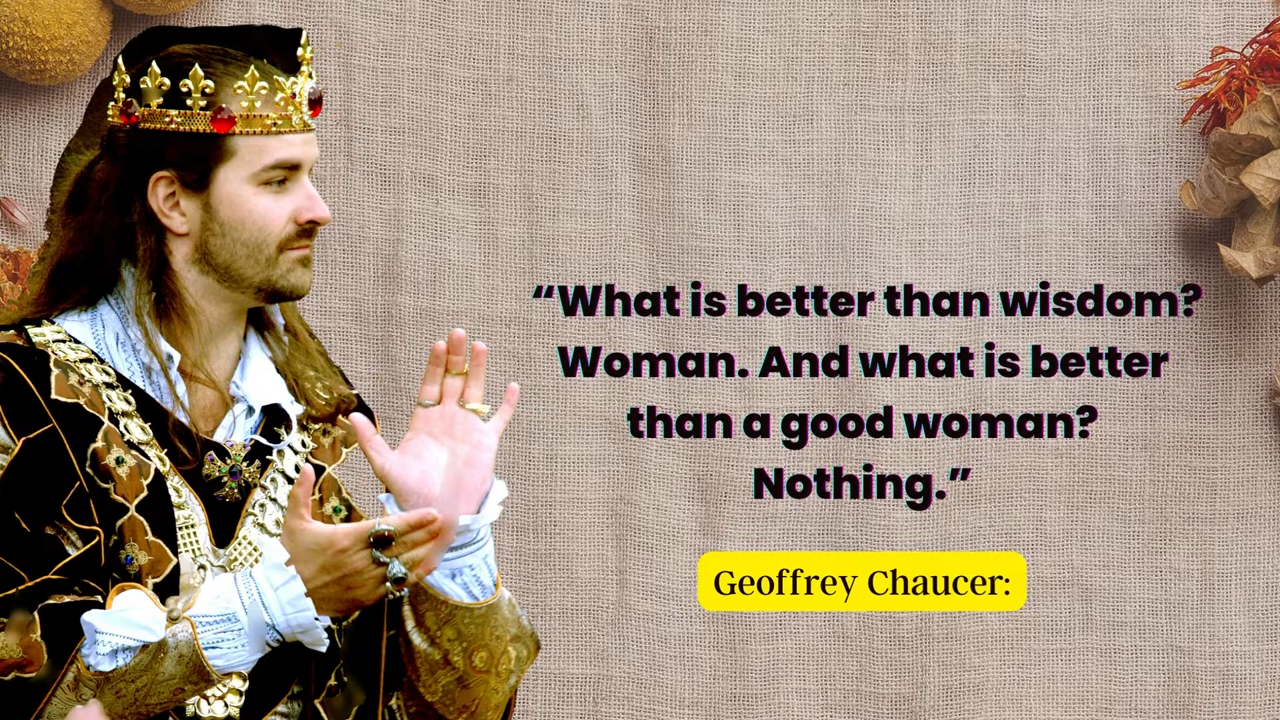 “What is better than wisdom?
Woman. And what is better
than a good woman?
Nothing.”
Geoffrey Chaucer: